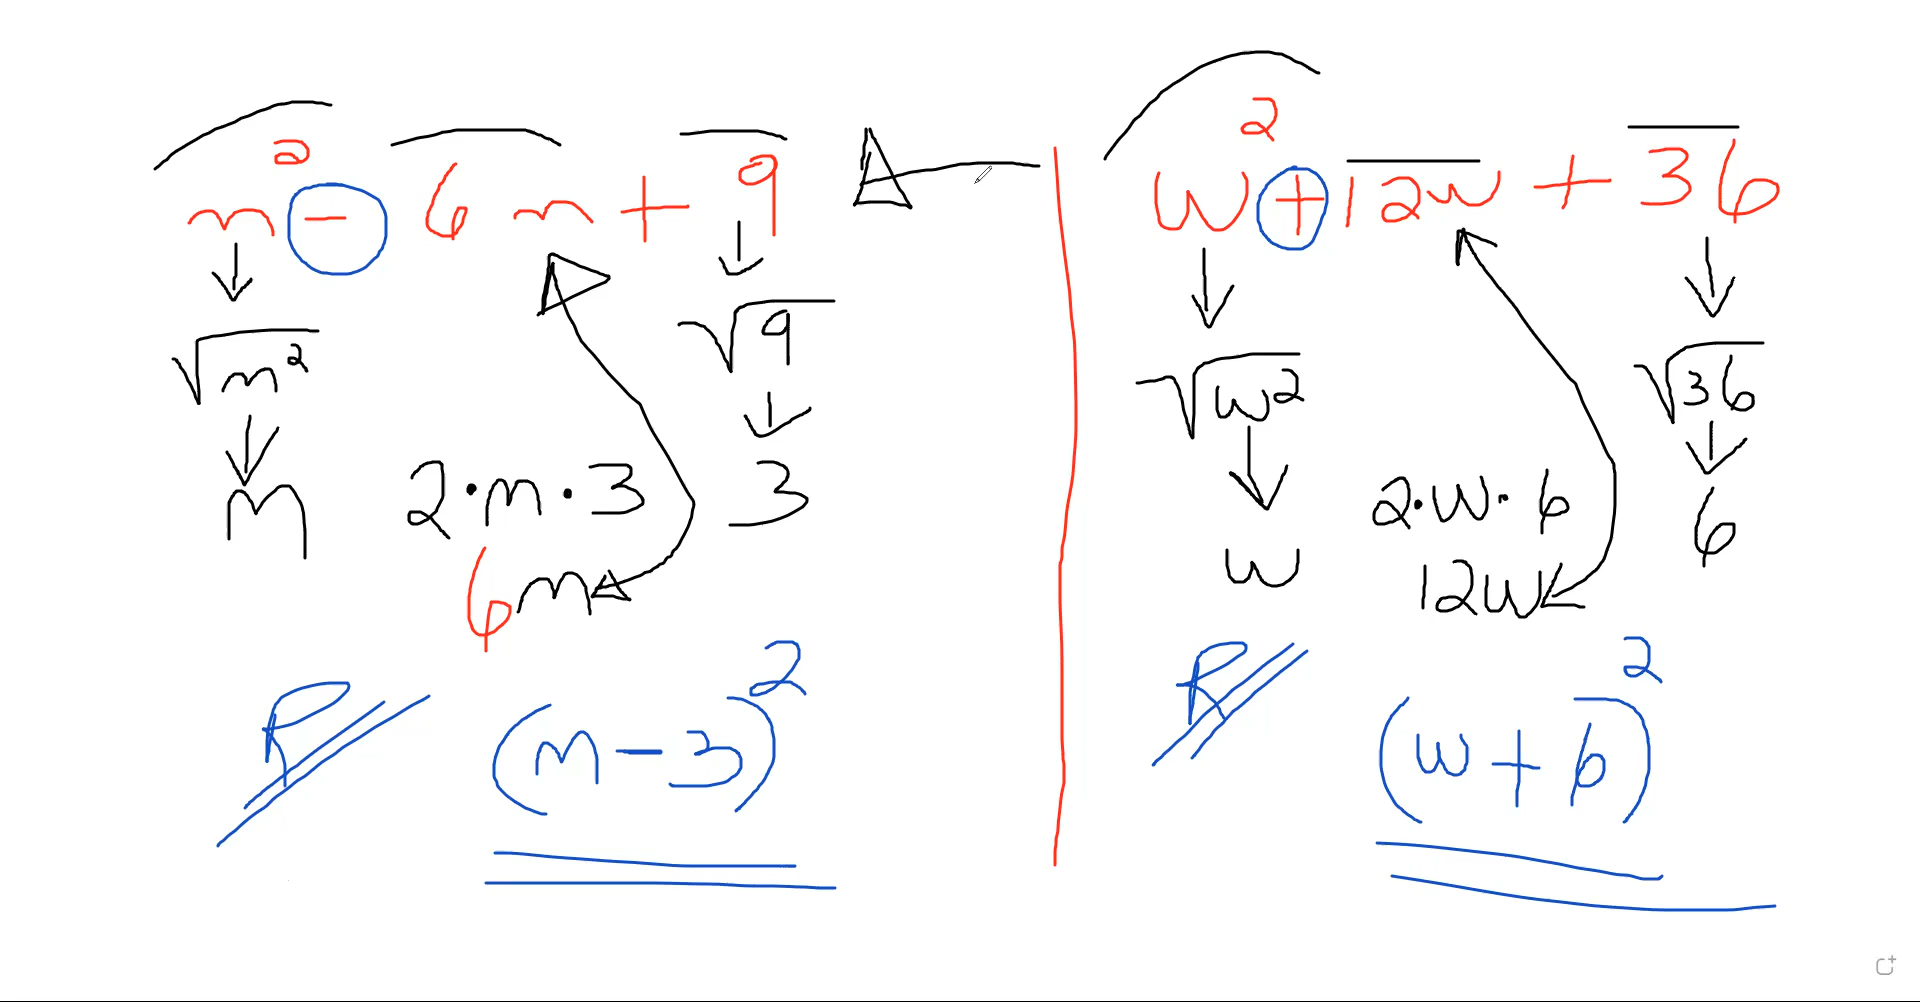 m² - 6m + 9
√m²
√9
m
2·m·3
3
6m
R
(m - 3)²
w² + 12w + 36
√w²
√36
w
2·w·6
6
12w
R
(w + 6)²